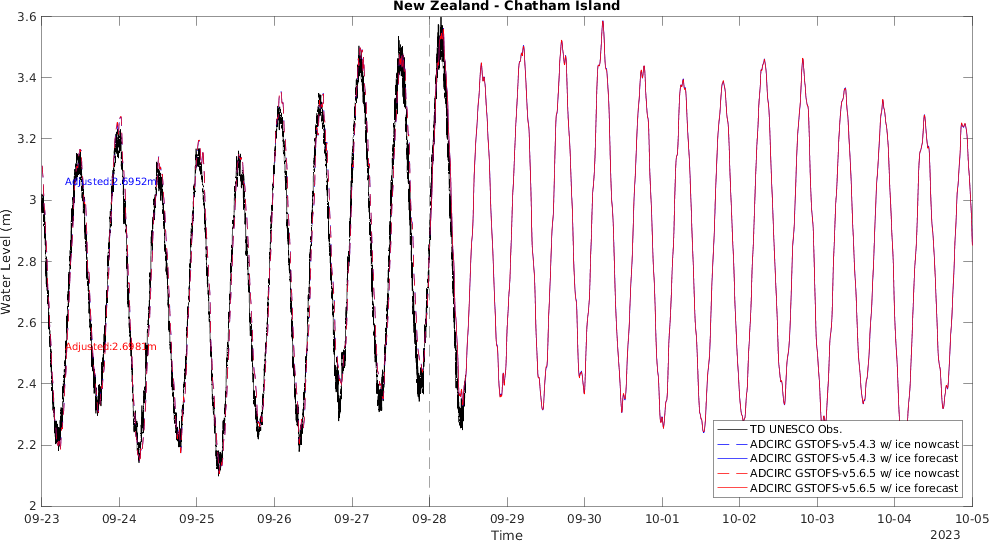 New Zealand - Chatham Island
3.6
3.4
3.2
3
2.8
2.6
2.4
2.2
2
Water Level (m)
Adjusted:2.6952m
Adjusted:2.6981m
TD UNESCO Obs.
ADCIRC GSTOFS-v5.4.3 w/ ice nowcast
ADCIRC GSTOFS-v5.4.3 w/ ice forecast
ADCIRC GSTOFS-v5.6.5 w/ ice nowcast
ADCIRC GSTOFS-v5.6.5 w/ ice forecast
09-23 09-24 09-25 09-26 09-27 09-28 09-29 09-30 10-01 10-02 10-03 10-04 10-05
Time
2023